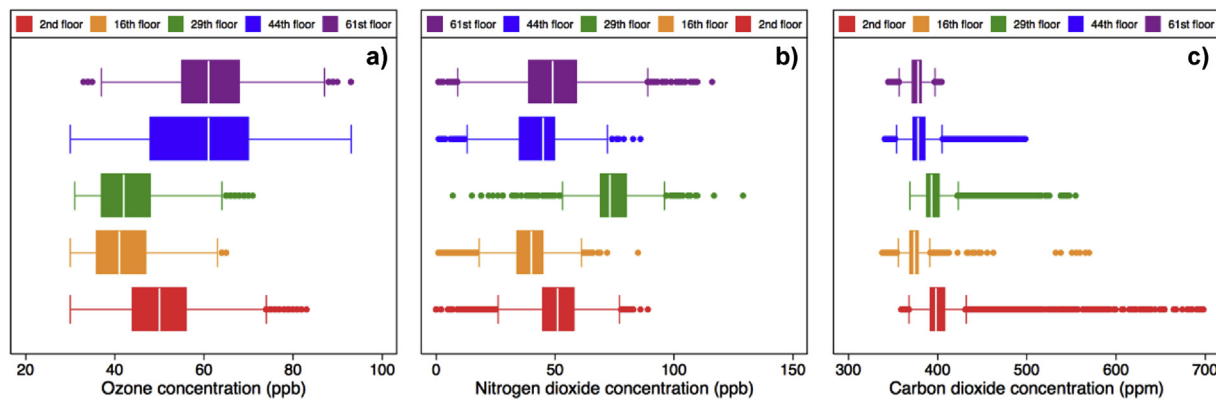 2nd floor 16th floor 29th floor 44th floor 61st floor
a)
20 40 60 80 100
Ozone concentration (ppb)
61st floor 44th floor 29th floor 16th floor 2nd floor
b)
0 50 100 150
Nitrogen dioxide concentration (ppb)
2nd floor 16th floor 29th floor 44th floor 61st floor
c)
300 400 500 600 700
Carbon dioxide concentration (ppm)